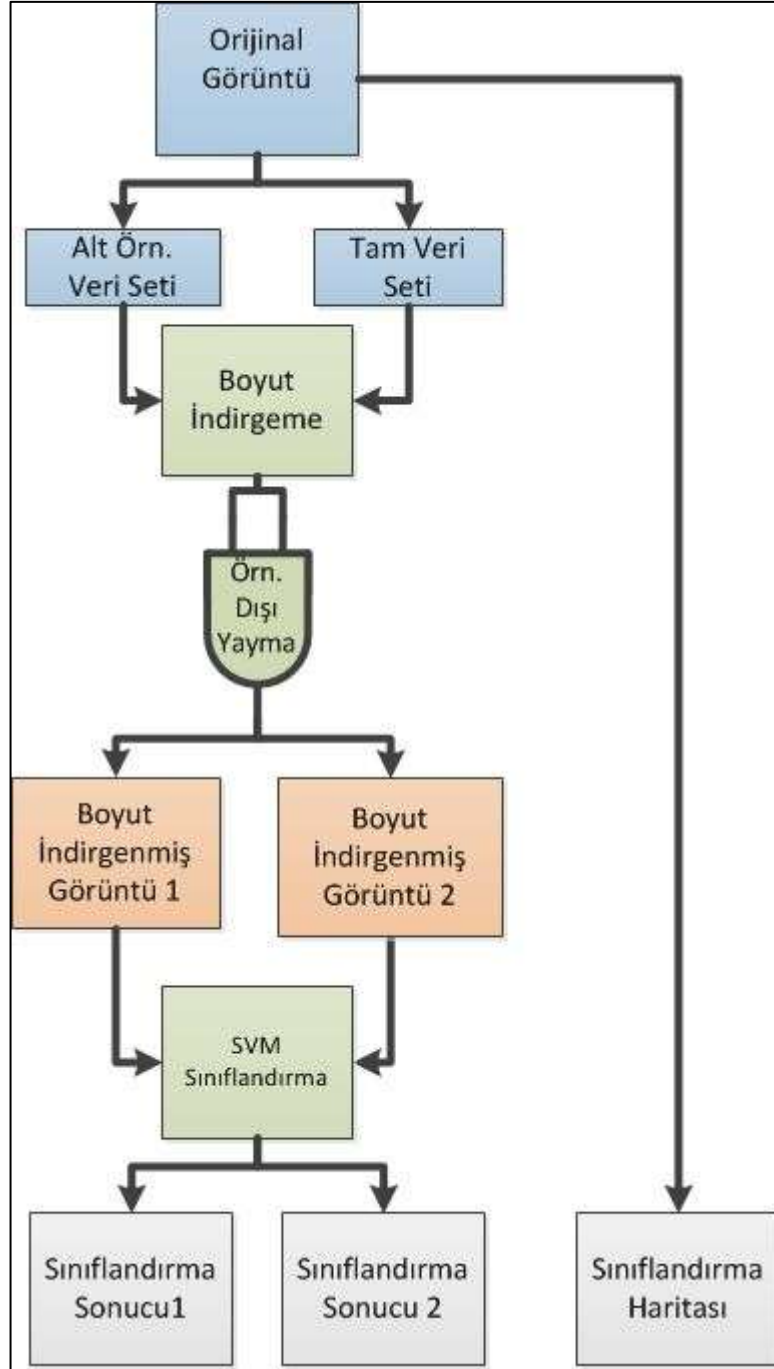 Orijinal
Görüntü
Alt Örn.
Veri Seti
Tam Veri
Seti
Boyut
İndirgeme
Örn.
Dışı
Yayma
Boyut
İndirgenmiş
Görüntü 1
Boyut
İndirgenmiş
Görüntü 2
SVM
Sınıflandırma
Sınıflandırma
Sonucu1
Sınıflandırma
Sonucu 2
Sınıflandırma
Haritası